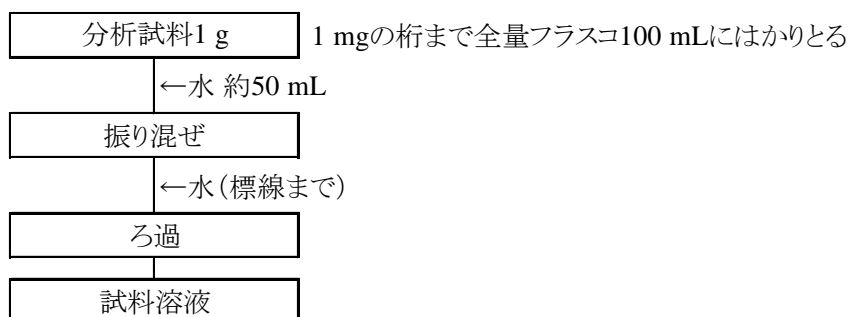 分析試料1 g 1 mgの桁まで全量フラスコ100 mLにはかりとる
←水 約50 mL
振り混ぜ
←水（標線まで）
ろ過
試料溶液